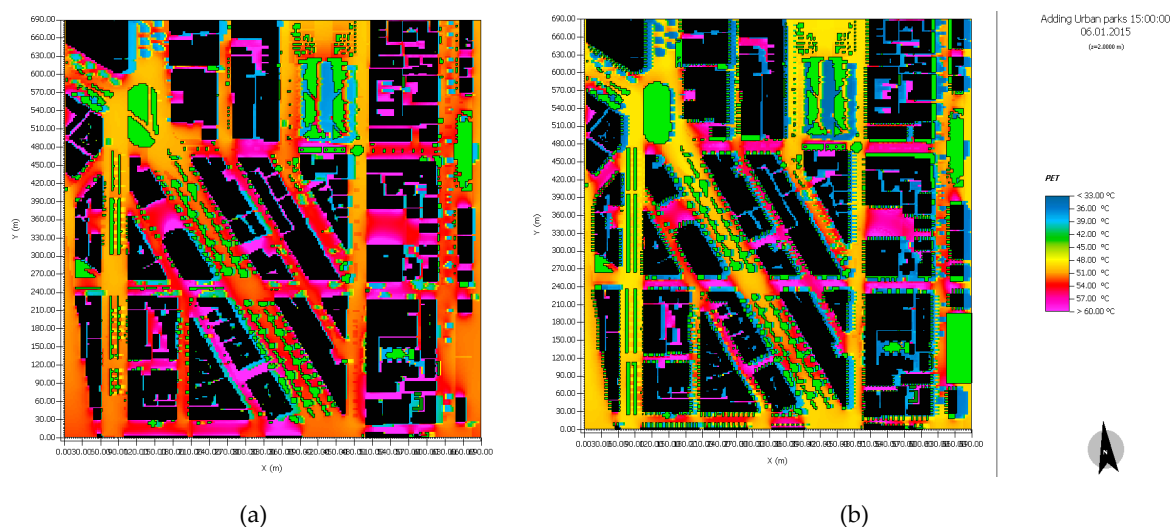 690.00
660.00
630.00
600.00
570.00
540.00
510.00
480.00
450.00
420.00
390.00
360.00
330.00
300.00
270.00
240.00
210.00
180.00
150.00
120.00
90.00
60.00
30.00
0.00
Y (m)
X (m)
(a)
690.00
660.00
630.00
600.00
570.00
540.00
510.00
480.00
450.00
420.00
390.00
360.00
330.00
300.00
270.00
240.00
210.00
180.00
150.00
120.00
90.00
60.00
30.00
0.00
Y (m)
X (m)
(b)
Adding Urban parks 15:00:00
06.01.2015
(z=2.0000 m)
PET
< 33.00 °C
36.00 °C
39.00 °C
42.00 °C
45.00 °C
48.00 °C
51.00 °C
54.00 °C
57.00 °C
> 60.00 °C
N